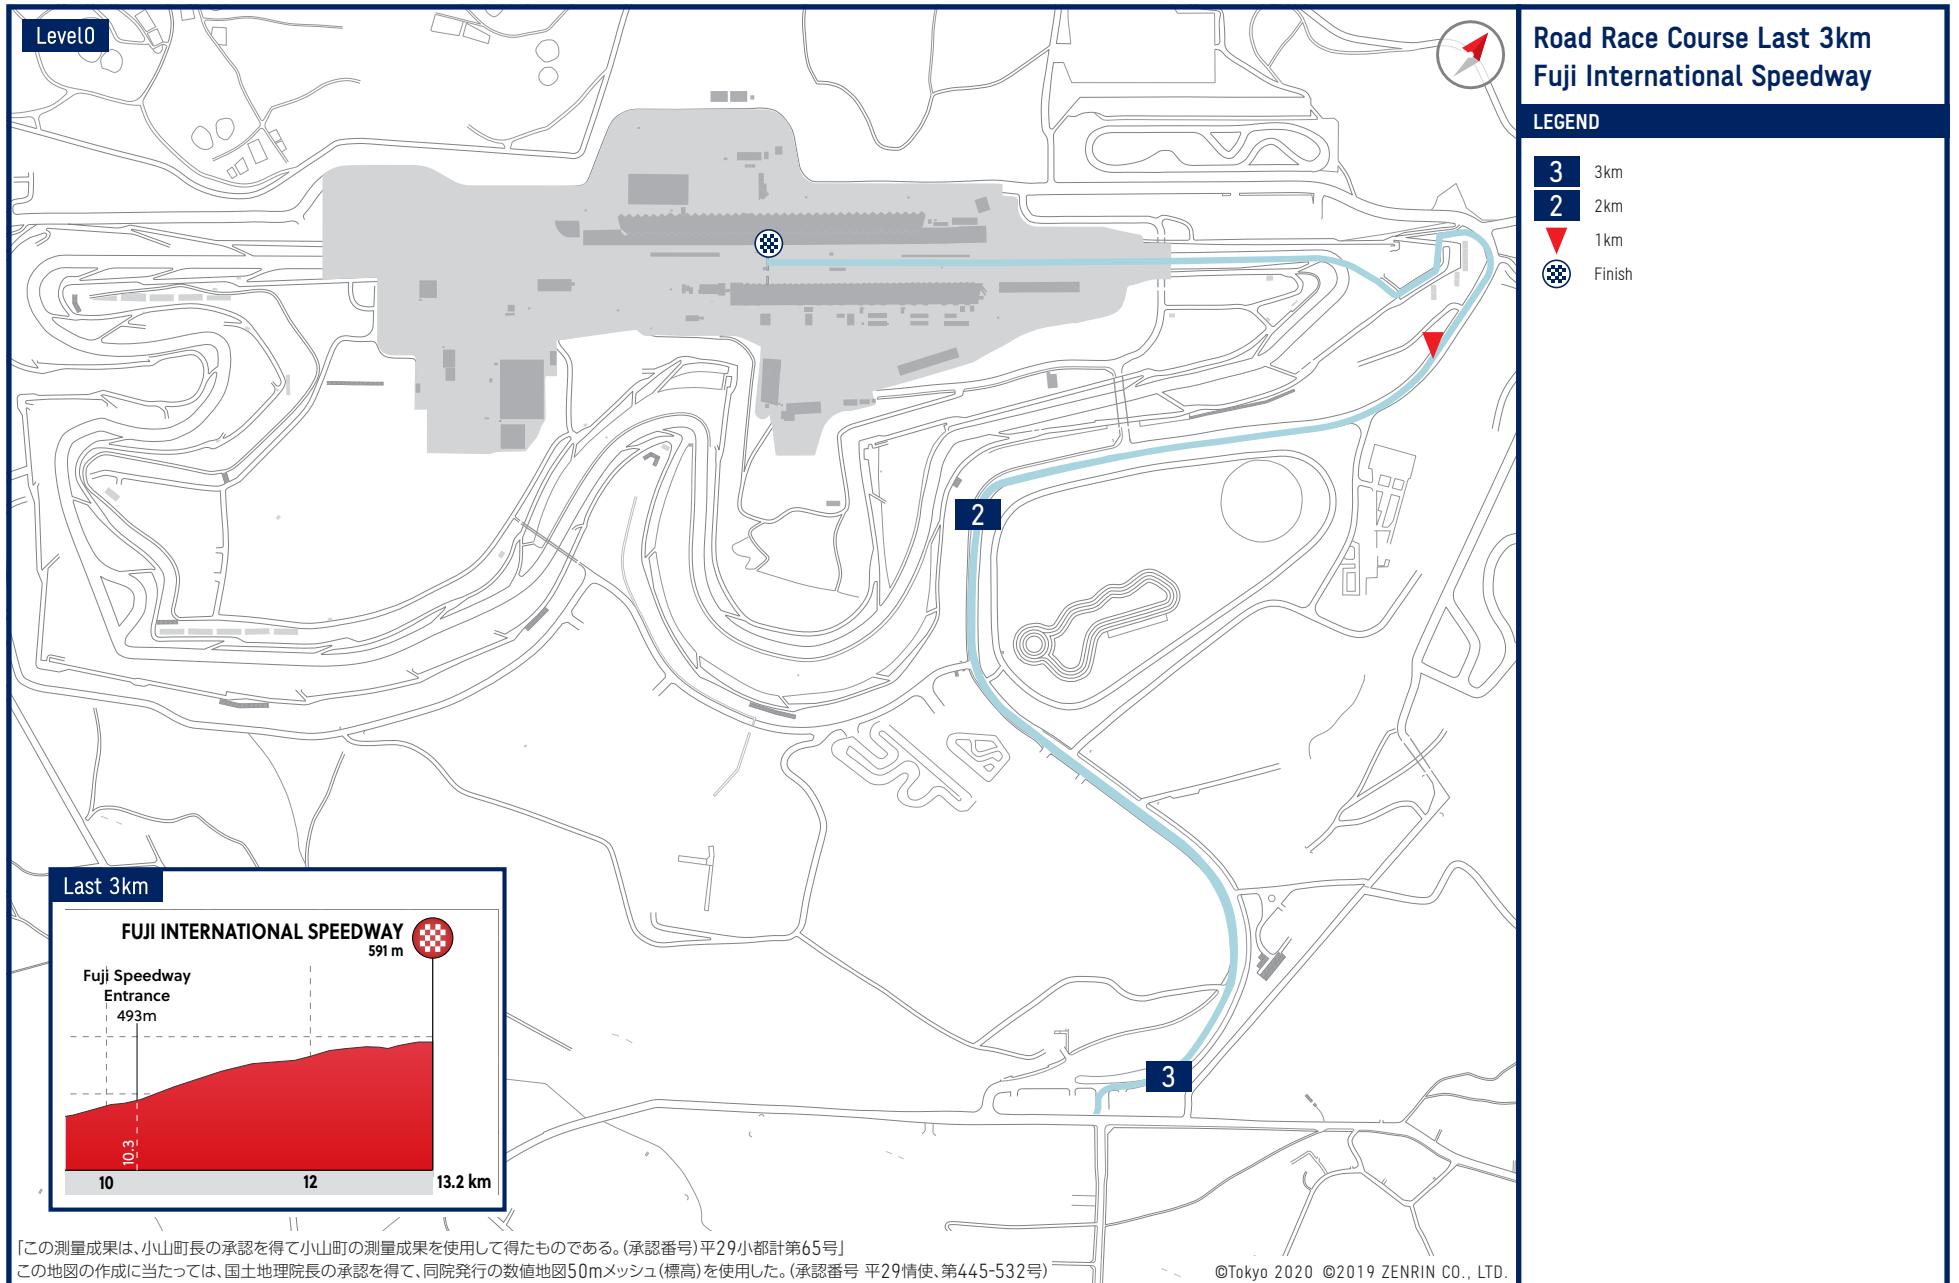 Level0
Road Race Course Last 3km
Fuji International Speedway
LEGEND
3 3km
2 2km
1km
Finish
2
3
Last 3km
FUJI INTERNATIONAL SPEEDWAY
591 m
Fuji Speedway
Entrance
493m
10.3
10 12 13.2 km
「この測量成果は、小山町長の承認を得て小山町の測量成果を使用して得たものである。(承認番号)平29小都計第65号」
この地図の作成に当たっては、国土地理院長の承認を得て、同院発行の数値地図50mメッシュ(標高)を使用した。(承認番号 平29情使、第445-532号)
©Tokyo 2020 ©2019 ZENRIN CO., LTD.